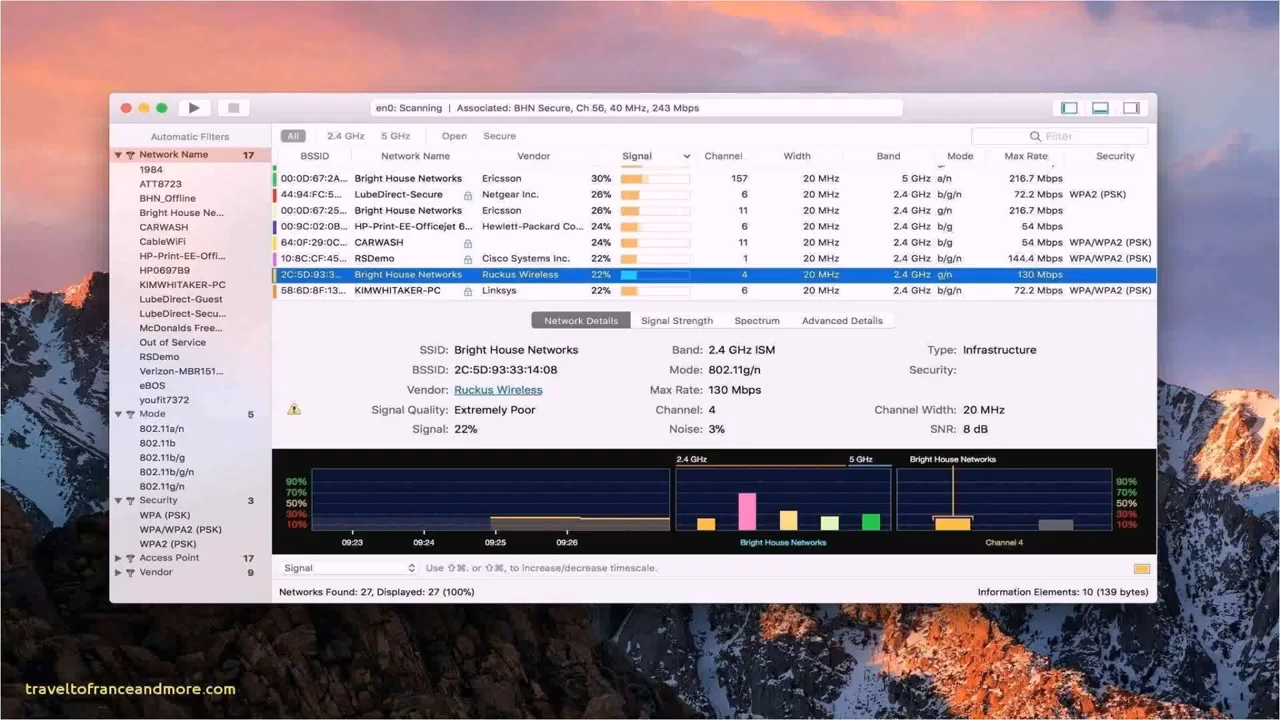 en0: Scanning | Associated: BHN Secure, Ch 56, 40 MHz, 243 Mbps
Automatic Filters
All 2.4 GHz 5 GHz Open Secure Filter
BSSID Network Name Vendor Signal Channel Width Band Mode Max Rate Security
Network Name 17
1984
ATT8723
BHN_Offline
Bright House Ne...
CARWASH
CableWiFi
HP-Print-EE-Offi...
HP0697B9
KIMWHITAKER-PC
LubeDirect-Guest
LubeDirect-Secu...
McDonalds Free...
Out of Service
RSDemo
Verizon-MBR151...
eBOS
youfit7372
Mode 5
802.11a/n
802.11b
802.11b/g
802.11b/g/n
802.11g/n
Security 3
WPA (PSK)
WPA/WPA2 (PSK)
WPA2 (PSK)
Access Point 17
Vendor 9
00:0D:67:2A... Bright House Networks Ericsson 30% 157 20 MHz 5 GHz a/n 216.7 Mbps
44:94:FC:5... LubeDirect-Secure Netgear Inc. 26% 6 20 MHz 2.4 GHz b/g/n 72.2 Mbps WPA2 (PSK)
00:0D:67:25... Bright House Networks Ericsson 26% 11 20 MHz 2.4 GHz b/g/n 216.7 Mbps
00:9C:02:0B... HP-Print-EE-Officejet 6... Hewlett-Packard Co... 24% 6 20 MHz 2.4 GHz b/g 54 Mbps
64:0F:29:0C... CARWASH 24% 11 20 MHz 2.4 GHz b/g 54 Mbps WPA/WPA2 (PSK)
10:8C:CF:45... RSDemo Cisco Systems Inc. 22% 1 20 MHz 2.4 GHz b/g/n 144.4 Mbps WPA/WPA2 (PSK)
2C:5D:93:3... Bright House Networks Ruckus Wireless 22% 4 20 MHz 2.4 GHz g/n 130 Mbps
58:6D:8F:13... KIMWHITAKER-PC Linksys 22% 6 20 MHz 2.4 GHz b/g/n 72.2 Mbps WPA/WPA2 (PSK)
Network Details Signal Strength Spectrum Advanced Details
SSID: Bright House Networks Band: 2.4 GHz ISM Type: Infrastructure
BSSID: 2C:5D:93:33:14:08 Mode: 802.11g/n Security:
Vendor: Ruckus Wireless Max Rate: 130 Mbps
Signal Quality: Extremely Poor Channel: 4 Channel Width: 20 MHz
Signal: 22% Noise: 3% SNR: 8 dB
2.4 GHz 5 GHz Bright House Networks
90% 90%
70% 70%
50% 50%
30% 30%
10% 10%
09:23 09:24 09:25 09:26 Bright House Networks Channel 4
Signal Use ⇧⌘. or ⇧⌘, to increase/decrease timescale.
Networks Found: 27, Displayed: 27 (100%) Information Elements: 10 (139 bytes)
traveltofranceandmore.com